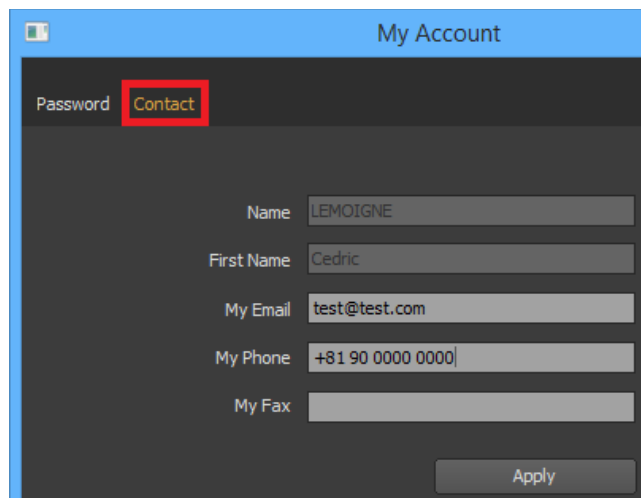 My Account
Password Contact
Name LEMOIGNE
First Name Cedric
My Email test@test.com
My Phone +81 90 0000 0000
My Fax
Apply